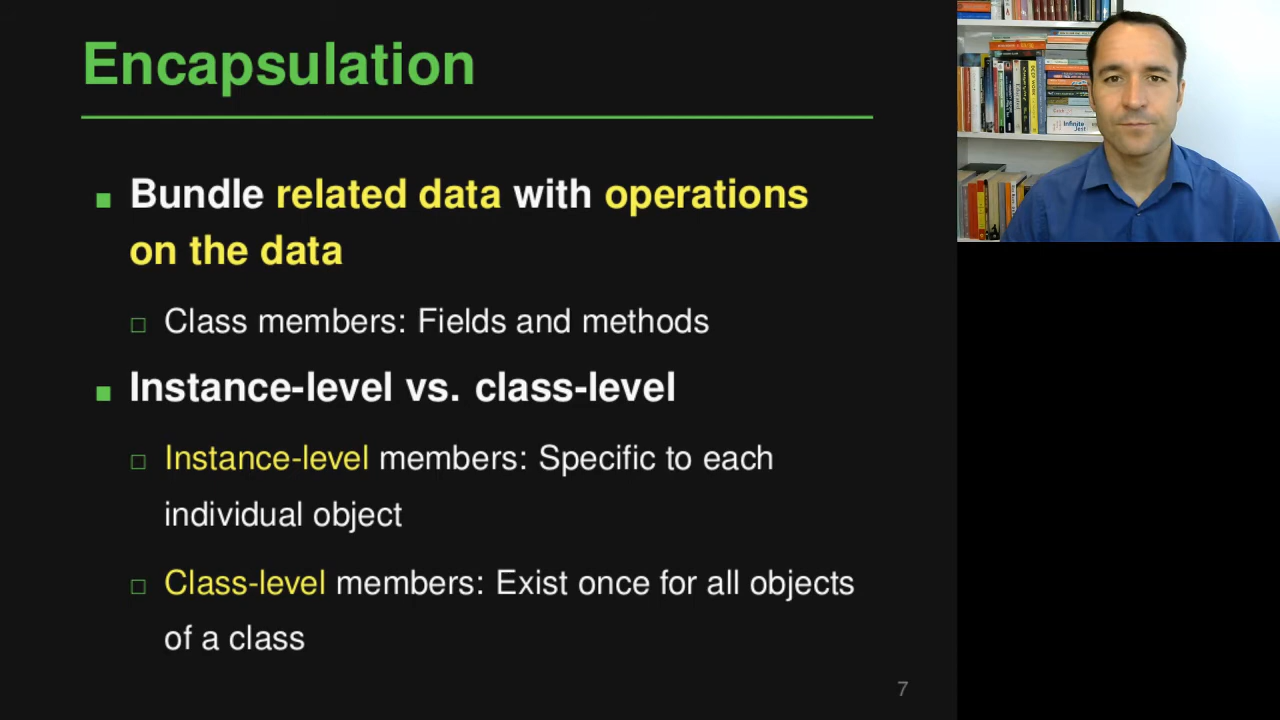 Encapsulation
Bundle related data with operations
on the data
Class members: Fields and methods
Instance-level vs. class-level
Instance-level members: Specific to each
individual object
Class-level members: Exist once for all objects
of a class
7
Infinite
Jest